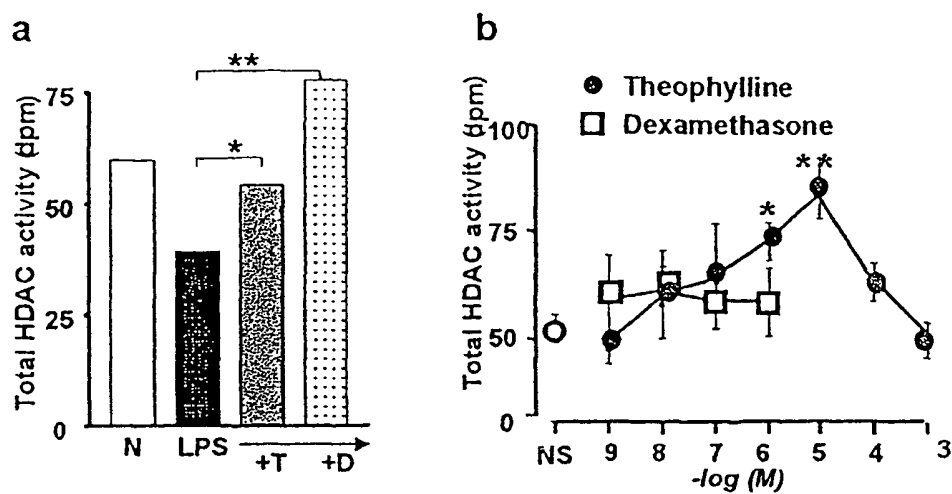 a
Total HDAC activity (dpm)
75
50
25
0
**
*
N LPS +T +D
b
Total HDAC activity (dpm)
100
75
50
0
Theophylline
Dexamethasone
*
**
NS 9 8 7 6 5 4 3
-log (M)